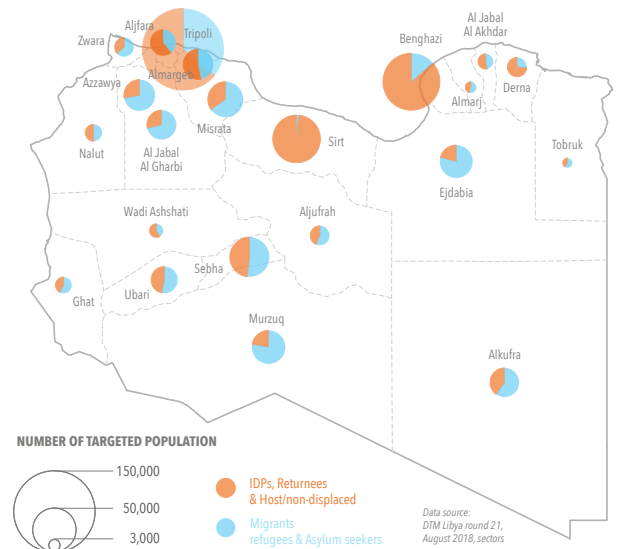 Al Jabal
Al Akhdar
Aljfara
Zwara
Tripoli
Benghazi
Almargeb
Azzawya
Derna
Almarj
Misrata
Nalut
Al Jabal
Al Gharbi
Sirt
Tobruk
Ejdabia
Wadi Ashshati
Aljufrah
Sebha
Ubari
Ghat
Murzuq
Alkufra
NUMBER OF TARGETED POPULATION
150,000
50,000
3,000
IDPs, Returnees
& Host/non-displaced
Migrants
refugees & Asylum seekers
Data source:
DTM Libya round 21,
August 2018, sectors